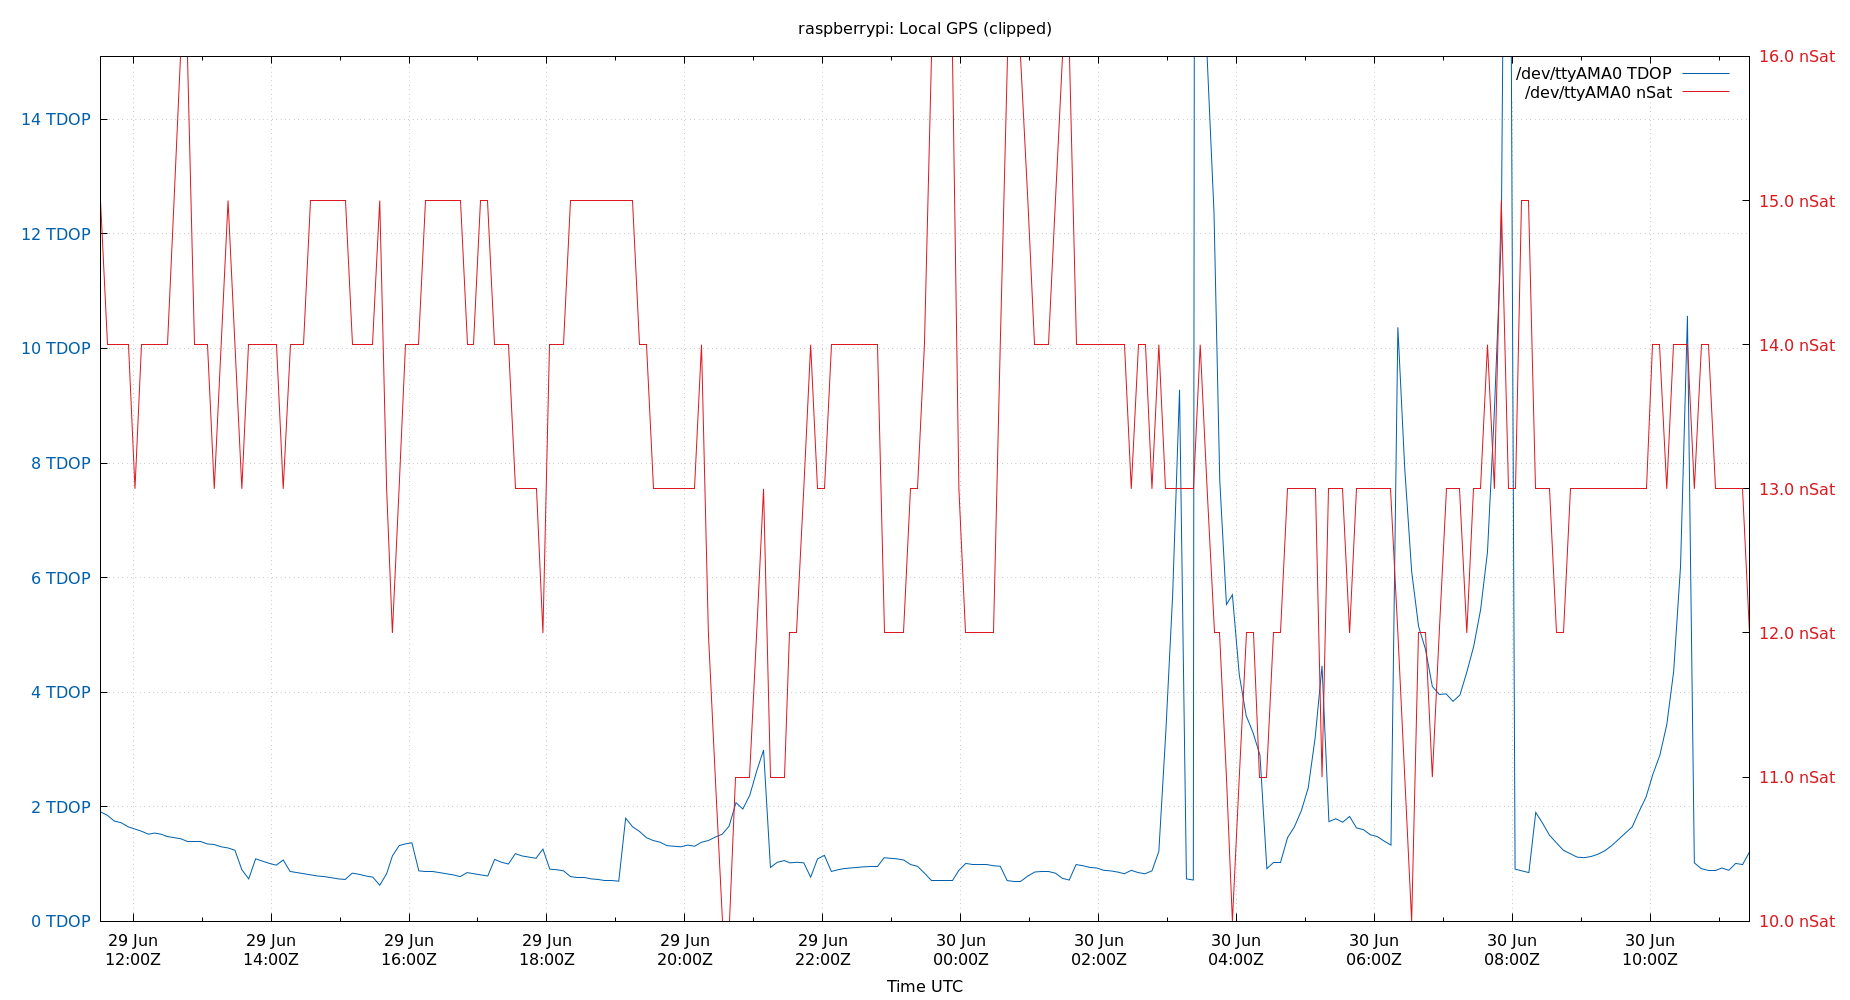 raspberrypi: Local GPS (clipped)
16.0 nSat
/dev/ttyAMA0 TDOP
/dev/ttyAMA0 nSat
14 TDOP
15.0 nSat
12 TDOP
10 TDOP
14.0 nSat
8 TDOP
13.0 nSat
6 TDOP
12.0 nSat
4 TDOP
11.0 nSat
2 TDOP
0 TDOP
10.0 nSat
29 Jun 29 Jun 29 Jun 29 Jun 29 Jun 29 Jun 30 Jun 30 Jun 30 Jun 30 Jun 30 Jun 30 Jun
12:00Z 14:00Z 16:00Z 18:00Z 20:00Z 22:00Z 00:00Z 02:00Z 04:00Z 06:00Z 08:00Z 10:00Z
Time UTC